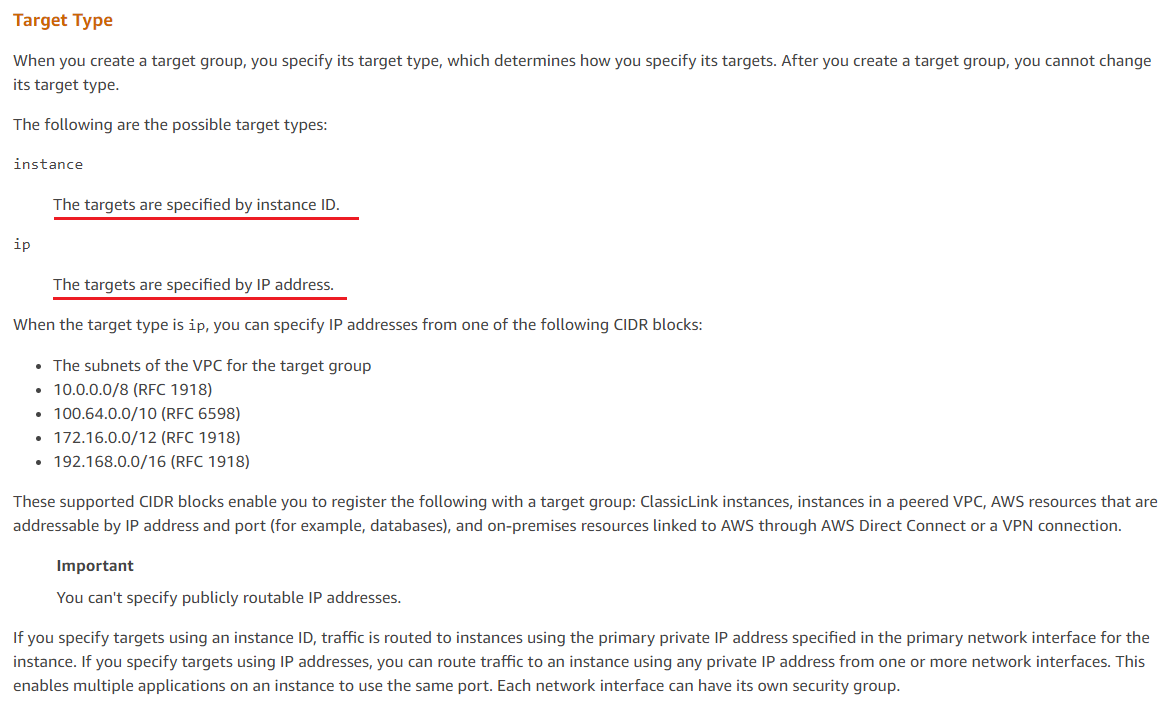 Target Type
When you create a target group, you specify its target type, which determines how you specify its targets. After you create a target group, you cannot change
its target type.
The following are the possible target types:
instance
The targets are specified by instance ID.
ip
The targets are specified by IP address.
When the target type is ip, you can specify IP addresses from one of the following CIDR blocks:
• The subnets of the VPC for the target group
• 10.0.0.0/8 (RFC 1918)
• 100.64.0.0/10 (RFC 6598)
• 172.16.0.0/12 (RFC 1918)
• 192.168.0.0/16 (RFC 1918)
These supported CIDR blocks enable you to register the following with a target group: ClassicLink instances, instances in a peered VPC, AWS resources that are
addressable by IP address and port (for example, databases), and on-premises resources linked to AWS through AWS Direct Connect or a VPN connection.
Important
You can't specify publicly routable IP addresses.
If you specify targets using an instance ID, traffic is routed to instances using the primary private IP address specified in the primary network interface for the
instance. If you specify targets using IP addresses, you can route traffic to an instance using any private IP address from one or more network interfaces. This
enables multiple applications on an instance to use the same port. Each network interface can have its own security group.